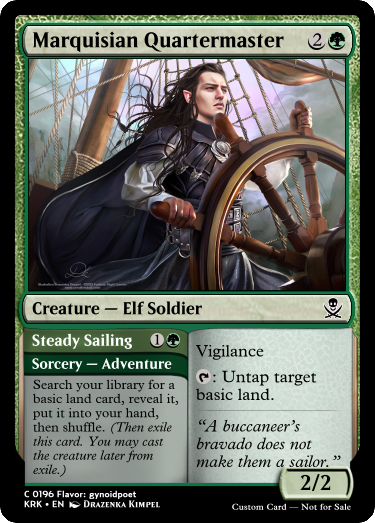 Marquisian Quartermaster 2
Creature — Elf Soldier
Steady Sailing 1
Sorcery — Adventure
Search your library for a
basic land card, reveal it,
put it into your hand,
then shuffle. (Then exile
this card. You may cast
the creature later from
exile.)
Vigilance
: Untap target
basic land.
“A buccaneer’s
bravado does not
make them a sailor.”
2/2
C 0196 Flavor: gynoidpoet
KRK • EN Drazenka Kimpel
Custom Card — Not for Sale